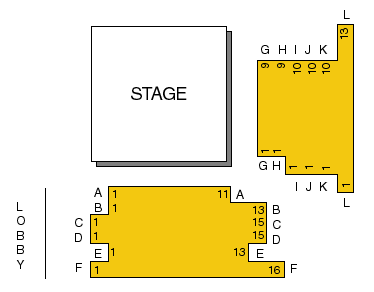 L
13
G H I J K
9 9 10 10 10
STAGE
1 1
G H 1 1 1 1
I J K
L
A 1 11 A
B 1 13 B
C 1 15 C
D 1 15 D
E 1 13 E
F 1 16 F
L
O
B
B
Y